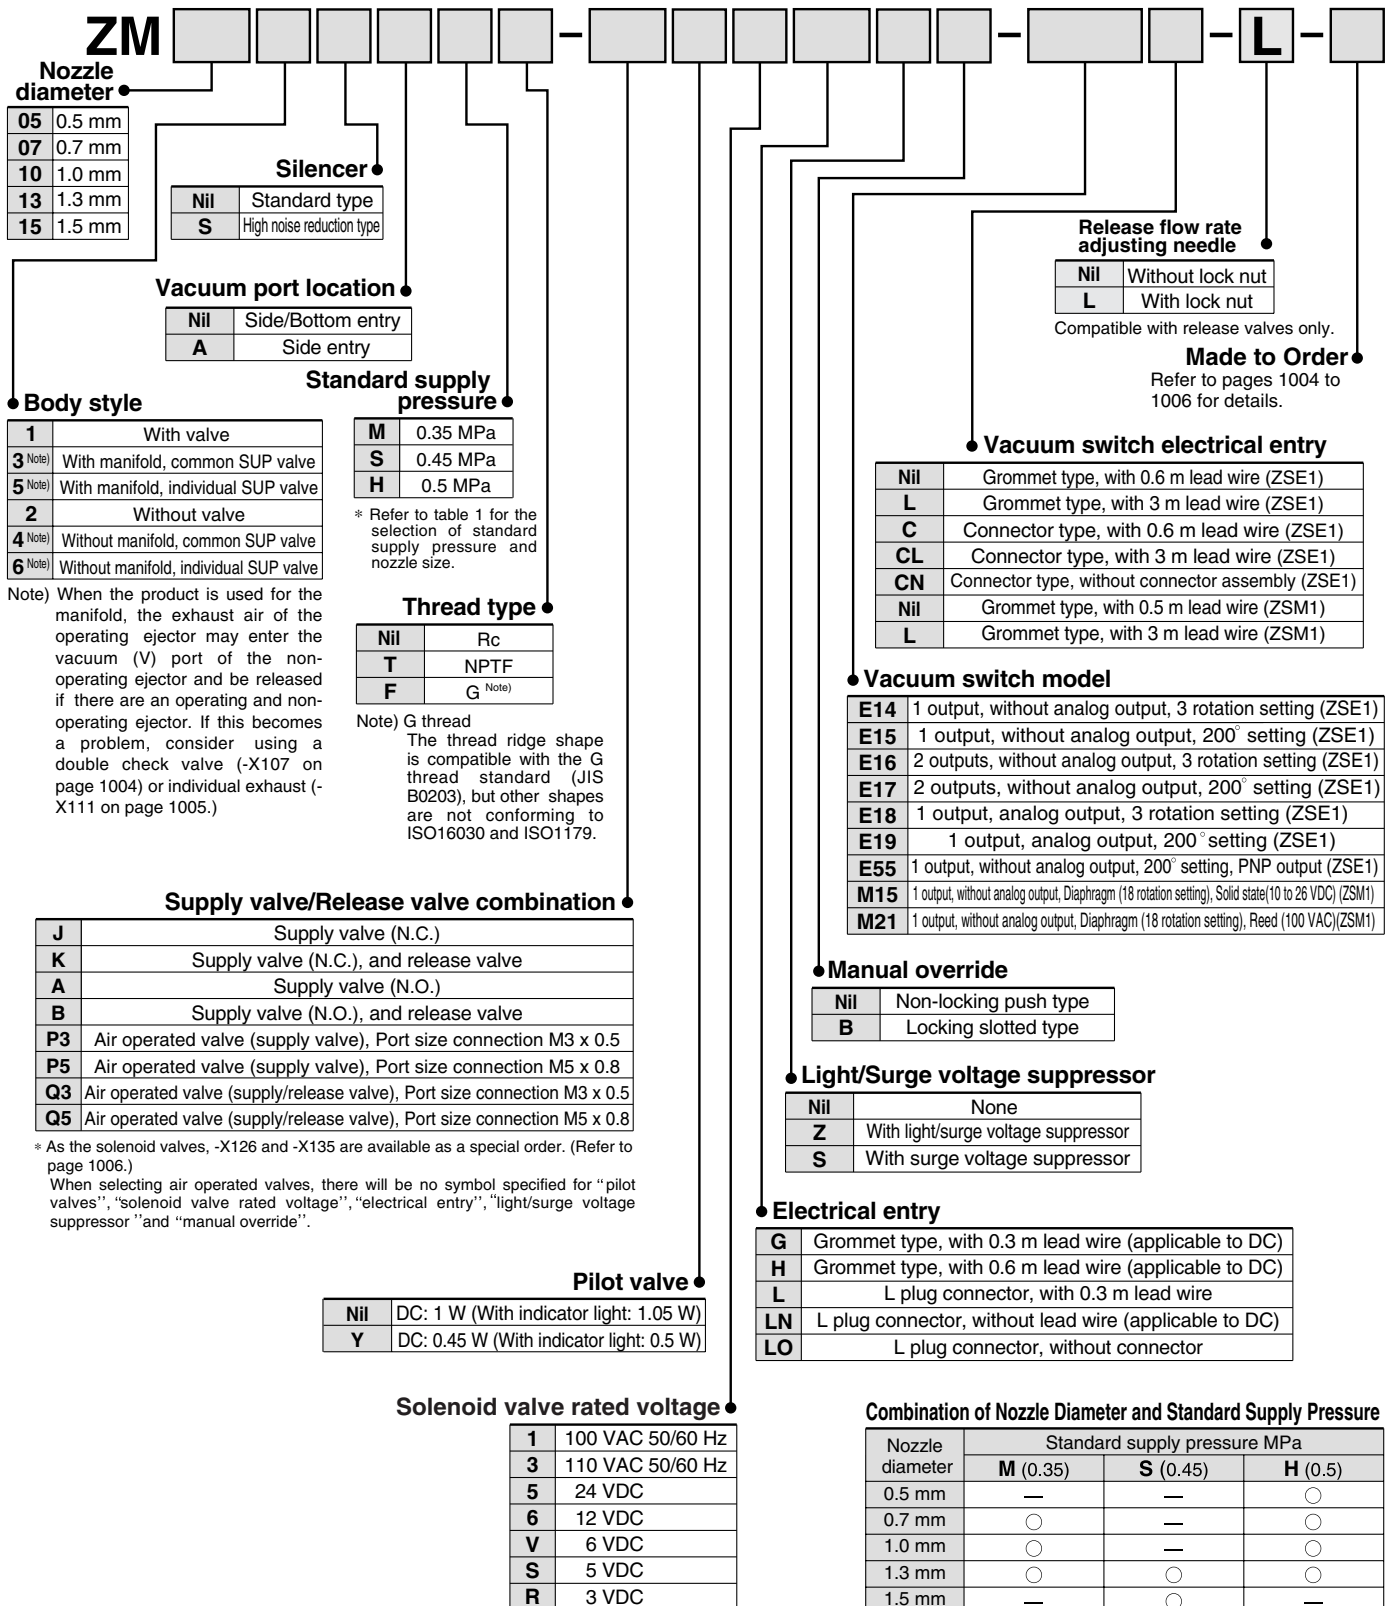 ZM – – – L –
Nozzle
diameter
05 0.5 mm
07 0.7 mm
10 1.0 mm
13 1.3 mm
15 1.5 mm
Silencer
Nil Standard type
S High noise reduction type
Vacuum port location
Nil Side/Bottom entry
A Side entry
Body style
1 With valve
3 Note) With manifold, common SUP valve
5 Note) With manifold, individual SUP valve
2 Without valve
4 Note) Without manifold, common SUP valve
6 Note) Without manifold, individual SUP valve
Note) When the product is used for the
manifold, the exhaust air of the
operating ejector may enter the
vacuum (V) port of the non-
operating ejector and be released
if there are an operating and non-
operating ejector. If this becomes
a problem, consider using a
double check valve (-X107 on
page 1004) or individual exhaust (-
X111 on page 1005.)
Standard supply
pressure
M 0.35 MPa
S 0.45 MPa
H 0.5 MPa
* Refer to table 1 for the
selection of standard
supply pressure and
nozzle size.
Thread type
Nil Rc
T NPTF
F G Note)
Note) G thread
The thread ridge shape
is compatible with the G
thread standard (JIS
B0203), but other shapes
are not conforming to
ISO16030 and ISO1179.
Release flow rate
adjusting needle
Nil Without lock nut
L With lock nut
Compatible with release valves only.
Made to Order
Refer to pages 1004 to
1006 for details.
Vacuum switch electrical entry
Nil Grommet type, with 0.6 m lead wire (ZSE1)
L Grommet type, with 3 m lead wire (ZSE1)
C Connector type, with 0.6 m lead wire (ZSE1)
CL Connector type, with 3 m lead wire (ZSE1)
CN Connector type, without connector assembly (ZSE1)
Nil Grommet type, with 0.5 m lead wire (ZSM1)
L Grommet type, with 3 m lead wire (ZSM1)
Vacuum switch model
E14 1 output, without analog output, 3 rotation setting (ZSE1)
E15 1 output, without analog output, 200° setting (ZSE1)
E16 2 outputs, without analog output, 3 rotation setting (ZSE1)
E17 2 outputs, without analog output, 200° setting (ZSE1)
E18 1 output, analog output, 3 rotation setting (ZSE1)
E19 1 output, analog output, 200° setting (ZSE1)
E55 1 output, without analog output, 200° setting, PNP output (ZSE1)
M15 1 output, without analog output, Diaphragm (18 rotation setting), Solid state(10 to 26 VDC) (ZSM1)
M21 1 output, without analog output, Diaphragm (18 rotation setting), Reed (100 VAC)(ZSM1)
Supply valve/Release valve combination
J Supply valve (N.C.)
K Supply valve (N.C.), and release valve
A Supply valve (N.O.)
B Supply valve (N.O.), and release valve
P3 Air operated valve (supply valve), Port size connection M3 x 0.5
P5 Air operated valve (supply valve), Port size connection M5 x 0.8
Q3 Air operated valve (supply/release valve), Port size connection M3 x 0.5
Q5 Air operated valve (supply/release valve), Port size connection M5 x 0.8
* As the solenoid valves, -X126 and -X135 are available as a special order. (Refer to
page 1006.)
When selecting air operated valves, there will be no symbol specified for “pilot
valves’’, “solenoid valve rated voltage’’, “electrical entry’’, “light/surge voltage
suppressor ’’and “manual override’’.
Manual override
Nil Non-locking push type
B Locking slotted type
Light/Surge voltage suppressor
Nil None
Z With light/surge voltage suppressor
S With surge voltage suppressor
Electrical entry
G Grommet type, with 0.3 m lead wire (applicable to DC)
H Grommet type, with 0.6 m lead wire (applicable to DC)
L L plug connector, with 0.3 m lead wire
LN L plug connector, without lead wire (applicable to DC)
LO L plug connector, without connector
Pilot valve
Nil DC: 1 W (With indicator light: 1.05 W)
Y DC: 0.45 W (With indicator light: 0.5 W)
Solenoid valve rated voltage
1 100 VAC 50/60 Hz
3 110 VAC 50/60 Hz
5 24 VDC
6 12 VDC
V 6 VDC
S 5 VDC
R 3 VDC
Combination of Nozzle Diameter and Standard Supply Pressure
Nozzle
diameter Standard supply pressure MPa
M (0.35) S (0.45) H (0.5)
0.5 mm — — ○
0.7 mm ○ — ○
1.0 mm ○ — ○
1.3 mm ○ ○ ○
1.5 mm — ○ —